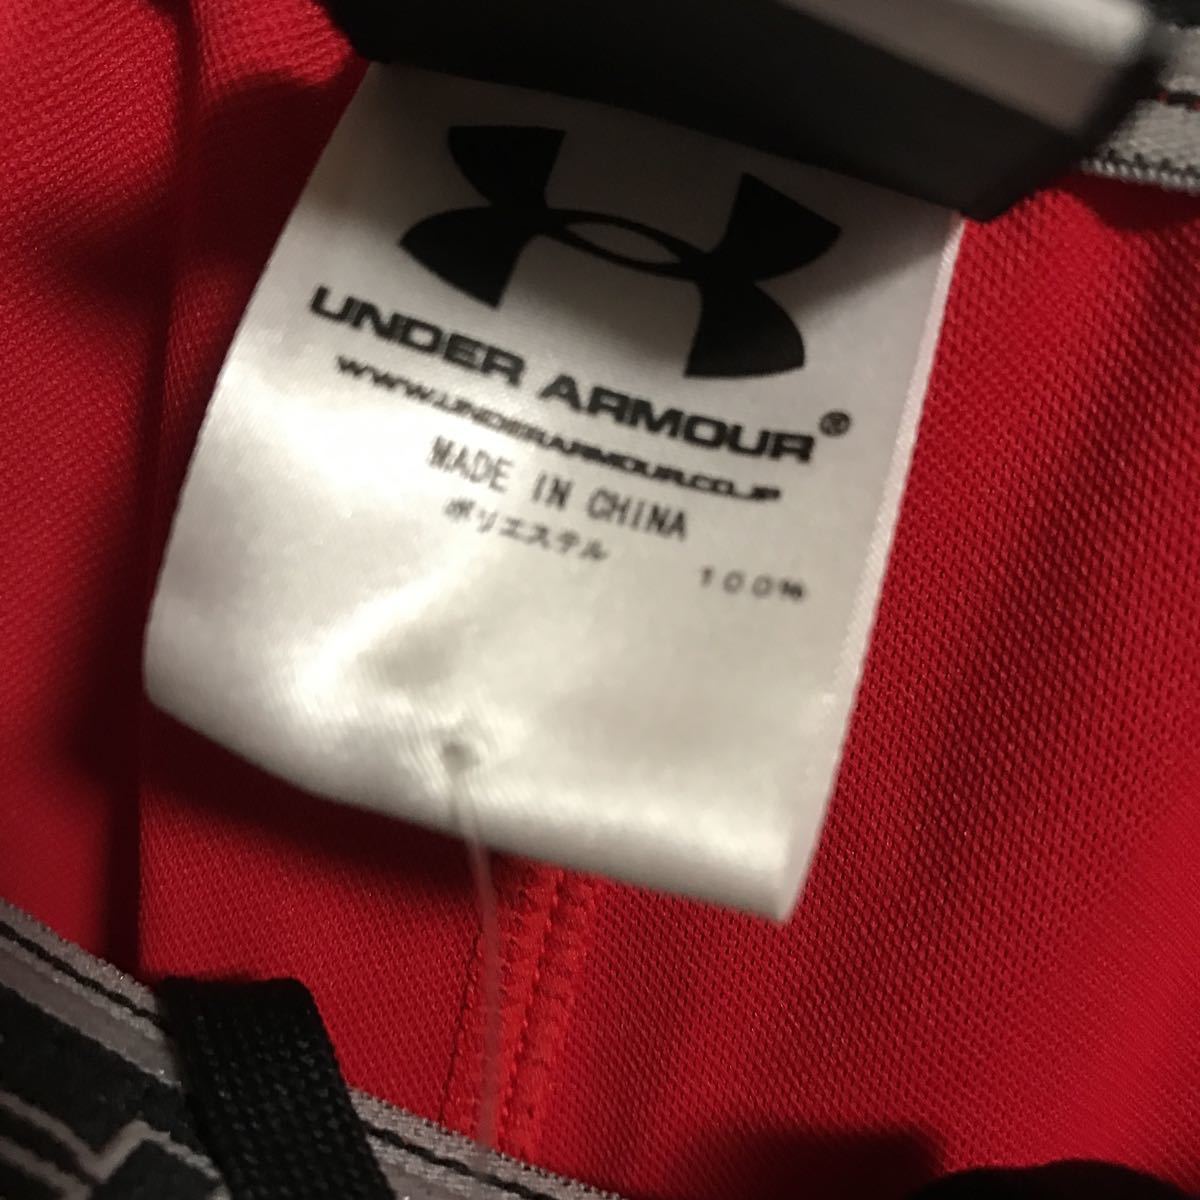 UNDER ARMOUR®
WWW.UNDERARMOUR.CO.JP
MADE IN CHINA
ポリエステル 100%